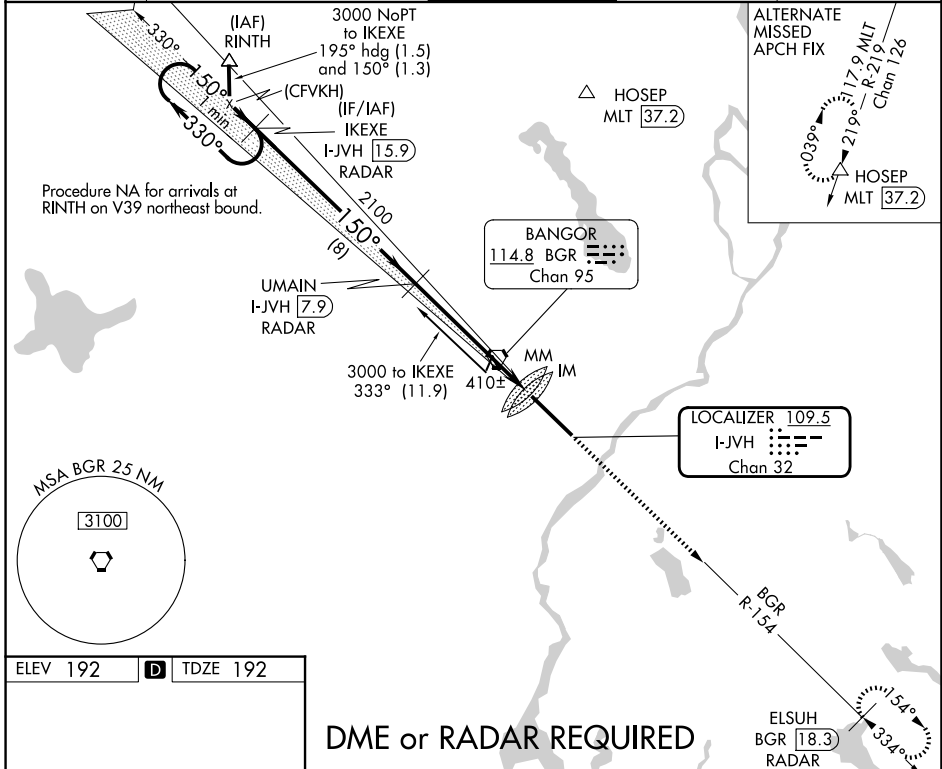 330°
150°
1 min
330°
(IAF)
RINTH
3000 NoPT
to IKEXE
195° hdg (1.5)
and 150° (1.3)
(CFVKH)
(IF/IAF)
IKEXE
I-JVH 15.9
RADAR
Procedure NA for arrivals at
RINTH on V39 northeast bound.
HOSEP
MLT 37.2
ALTERNATE
MISSED
APCH FIX
117.9 MLT
R-219
Chan 126
039°
219°
HOSEP
MLT 37.2
2100
150°
(8)
BANGOR
114.8 BGR
Chan 95
UMAIN
I-JVH 7.9
RADAR
3000 to IKEXE
333° (11.9)
410±
MM
IM
LOCALIZER 109.5
I-JVH
Chan 32
MSA BGR 25 NM
3100
BGR
R-154
ELEV 192 D TDZE 192
DME or RADAR REQUIRED
ELSUH
BGR 18.3
RADAR
154°
334°